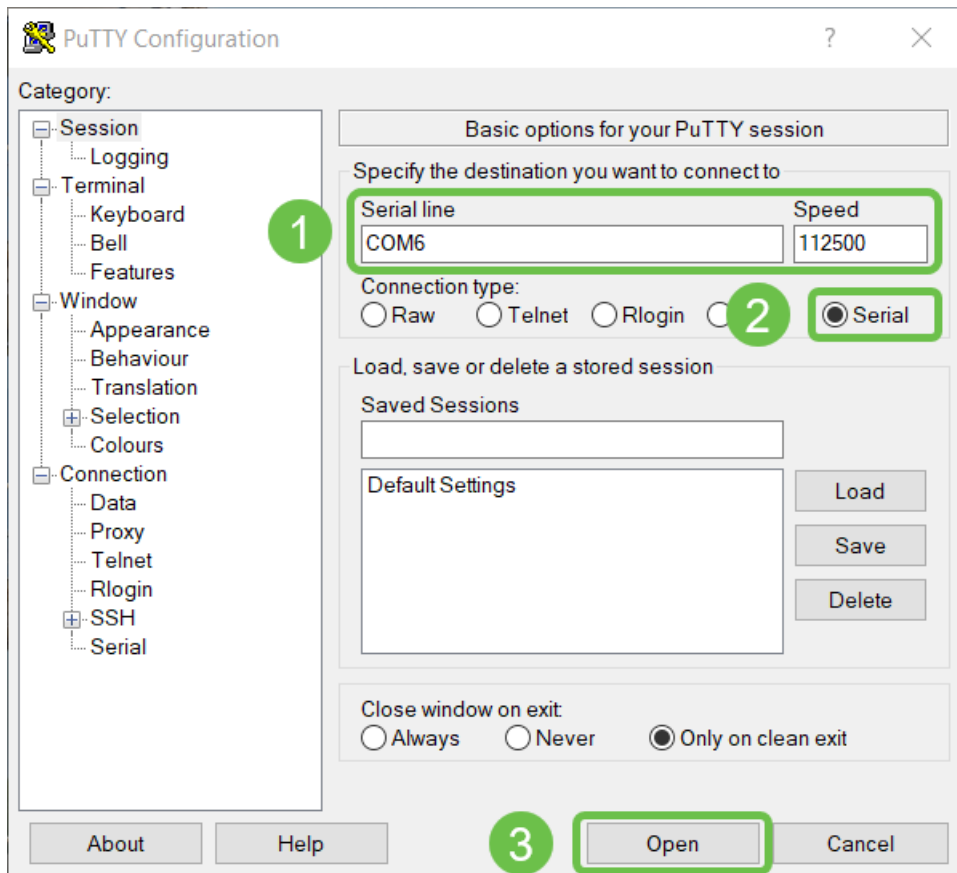 PuTTY Configuration
?
Category:
Session
Logging
Terminal
Keyboard
Bell
Features
Window
Appearance
Behaviour
Translation
Selection
Colours
Connection
Data
Proxy
Telnet
Rlogin
SSH
Serial
Basic options for your PuTTY session
Specify the destination you want to connect to
1
Serial line Speed
COM6 112500
Connection type:
Raw Telnet Rlogin 2 Serial
Load, save or delete a stored session
Saved Sessions
Default Settings
Load
Save
Delete
Close window on exit:
Always Never Only on clean exit
About Help 3 Open Cancel